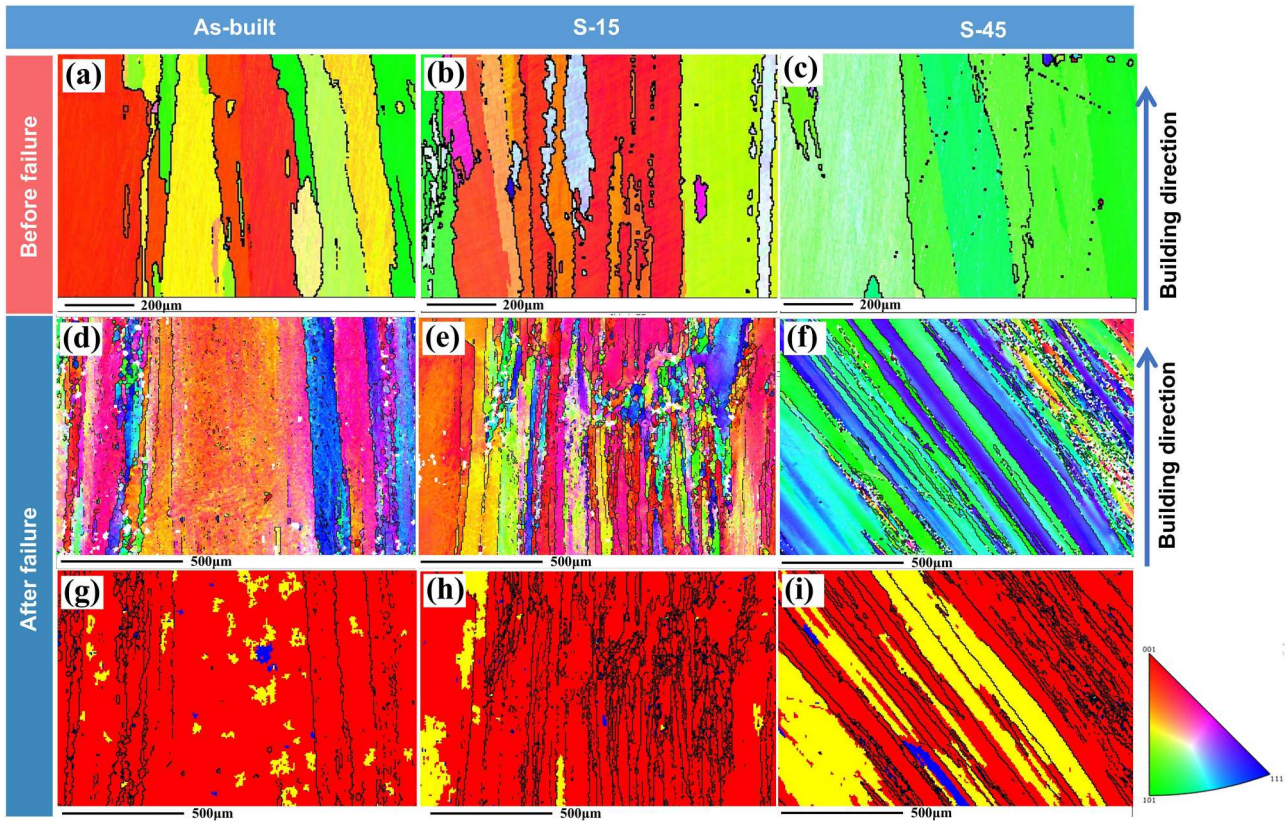 As-built
S-15
S-45
Before failure
(a)
(b)
(c)
200μm
200μm
200μm
Building direction
After failure
(d)
(e)
(f)
500μm
500μm
500μm
Building direction
(g)
(h)
(i)
500μm
500μm
500μm
001
101
111